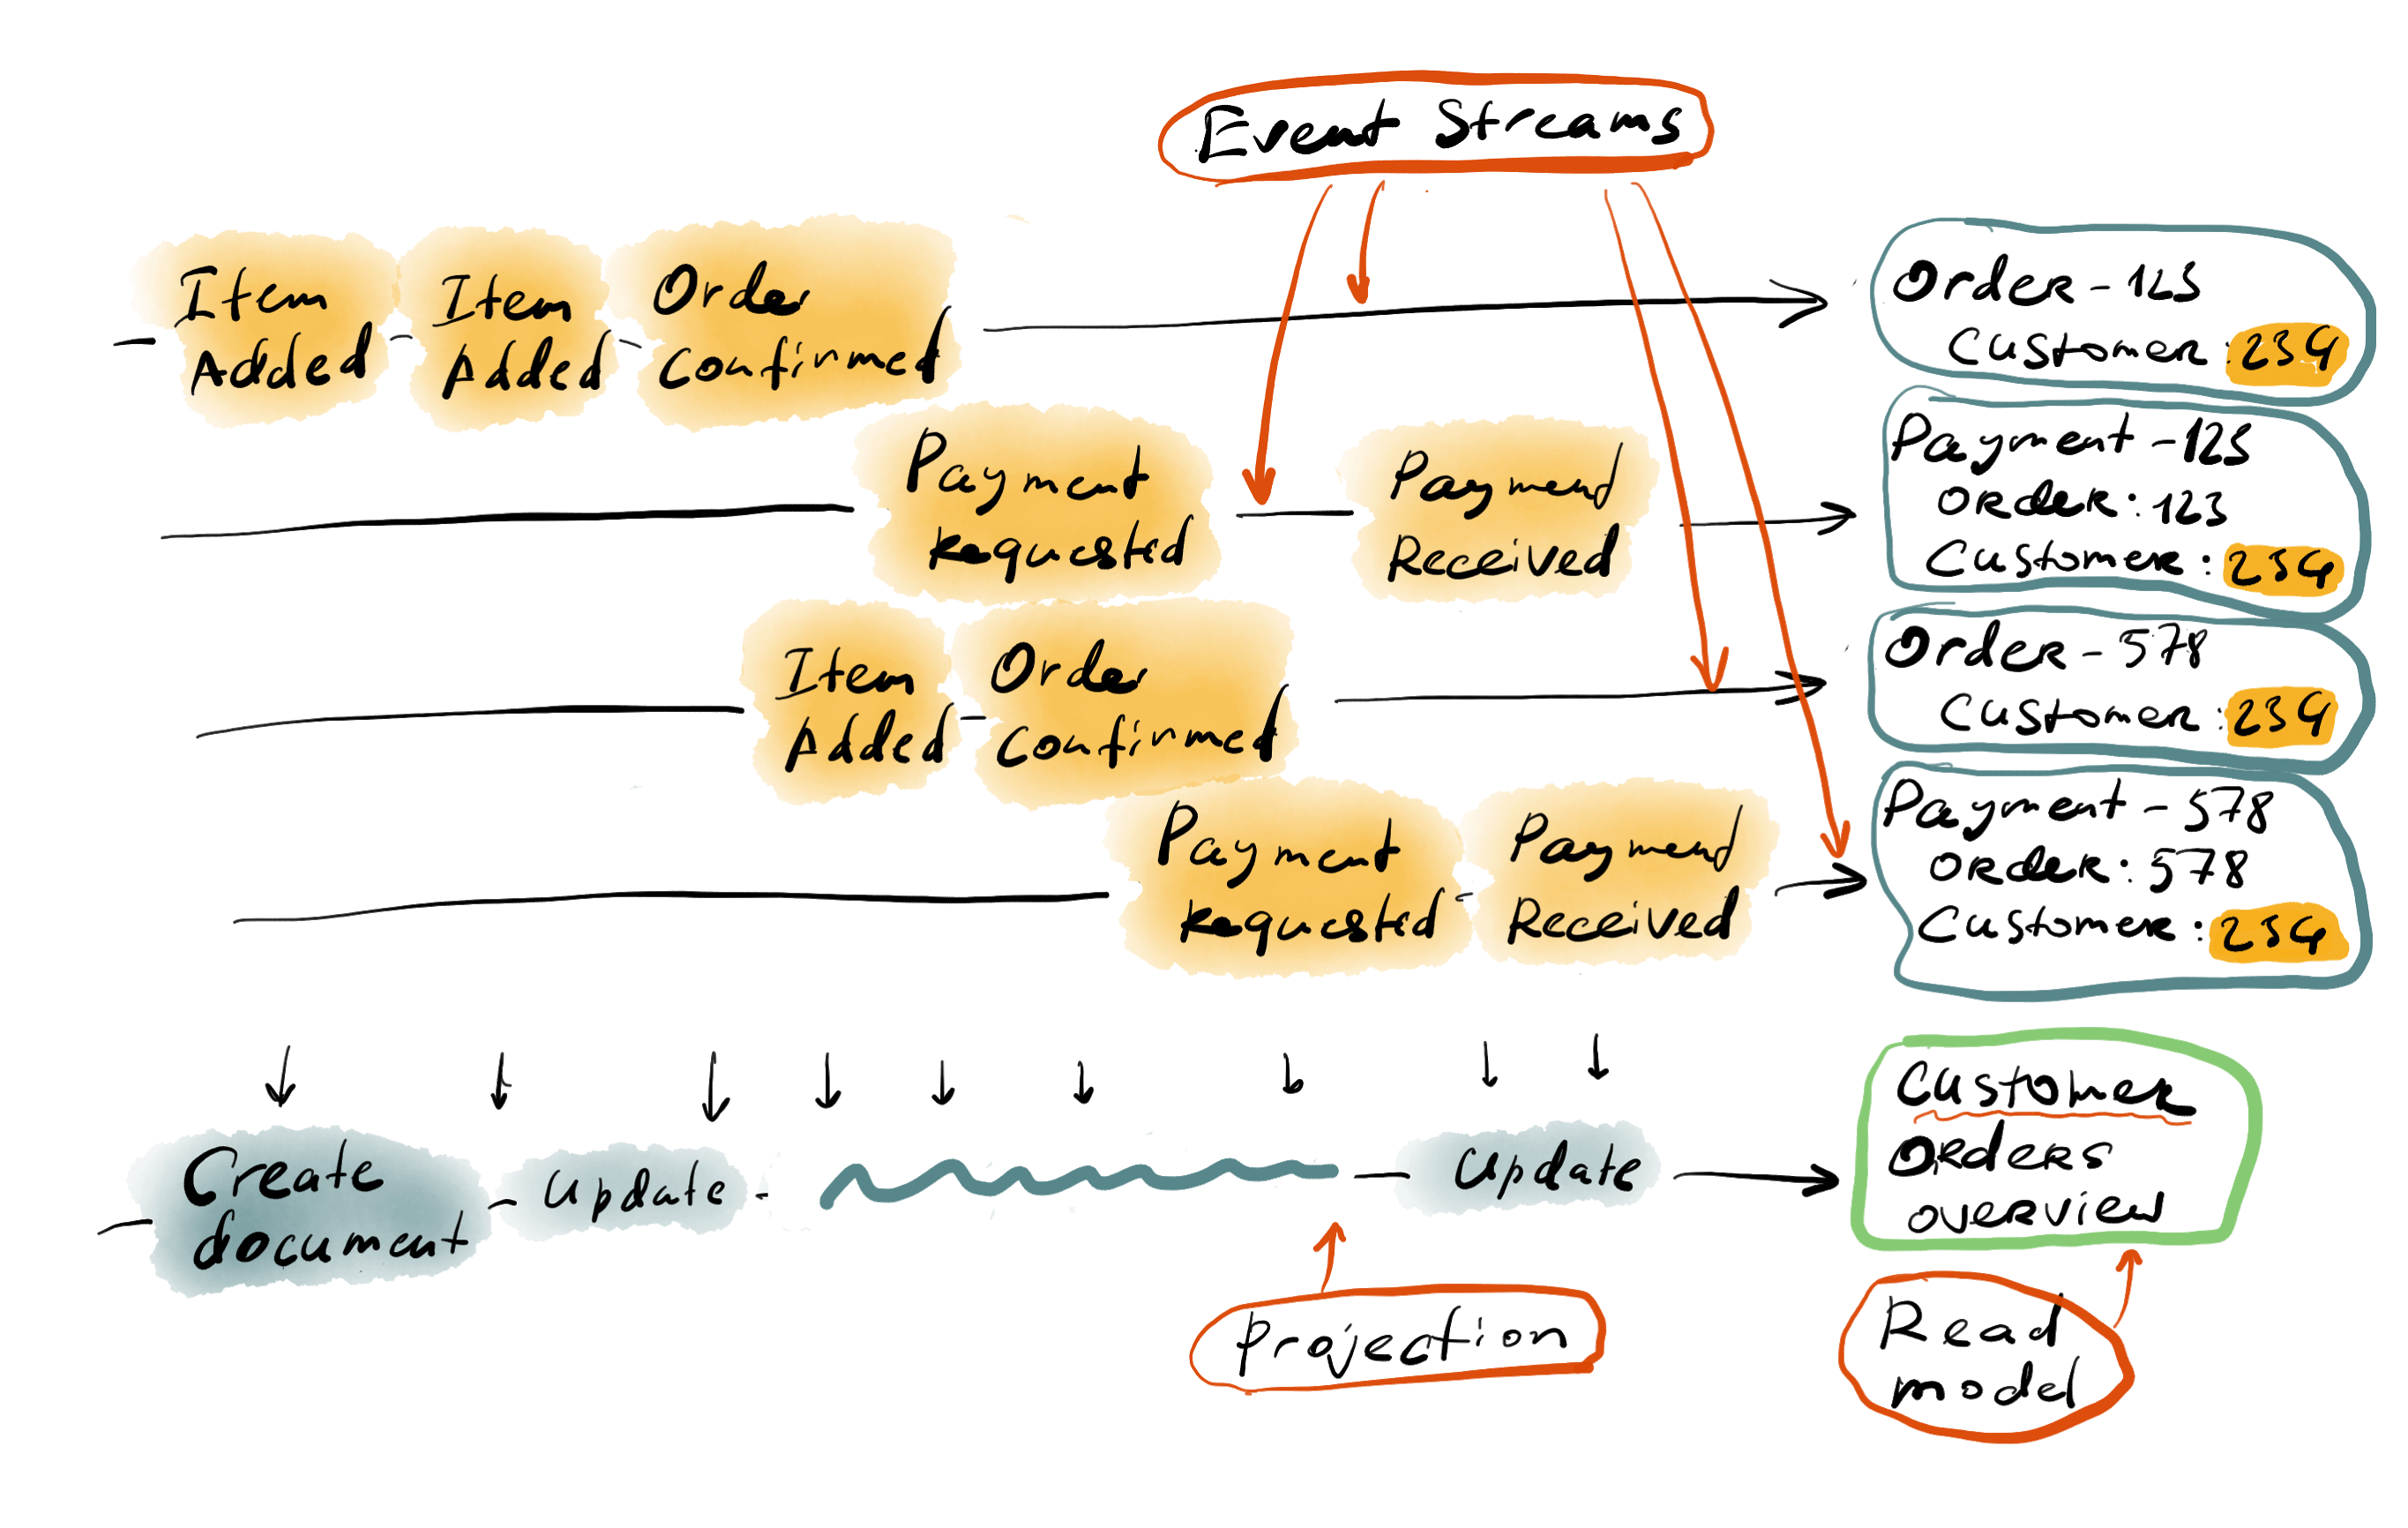 Event Streams
Item
Added
Item
Added
Order
Confirmed
Order - 123
Customer: 234
Payment
Requested
Payment
Received
Payment - 123
Order: 123
Customer: 234
Item
Added
Order
Confirmed
Order - 578
Customer: 234
Payment
Requested
Payment
Received
Payment - 578
Order: 578
Customer: 234
Create
document
Update
Update
Customer
Orders
overview
Projection
Read
model